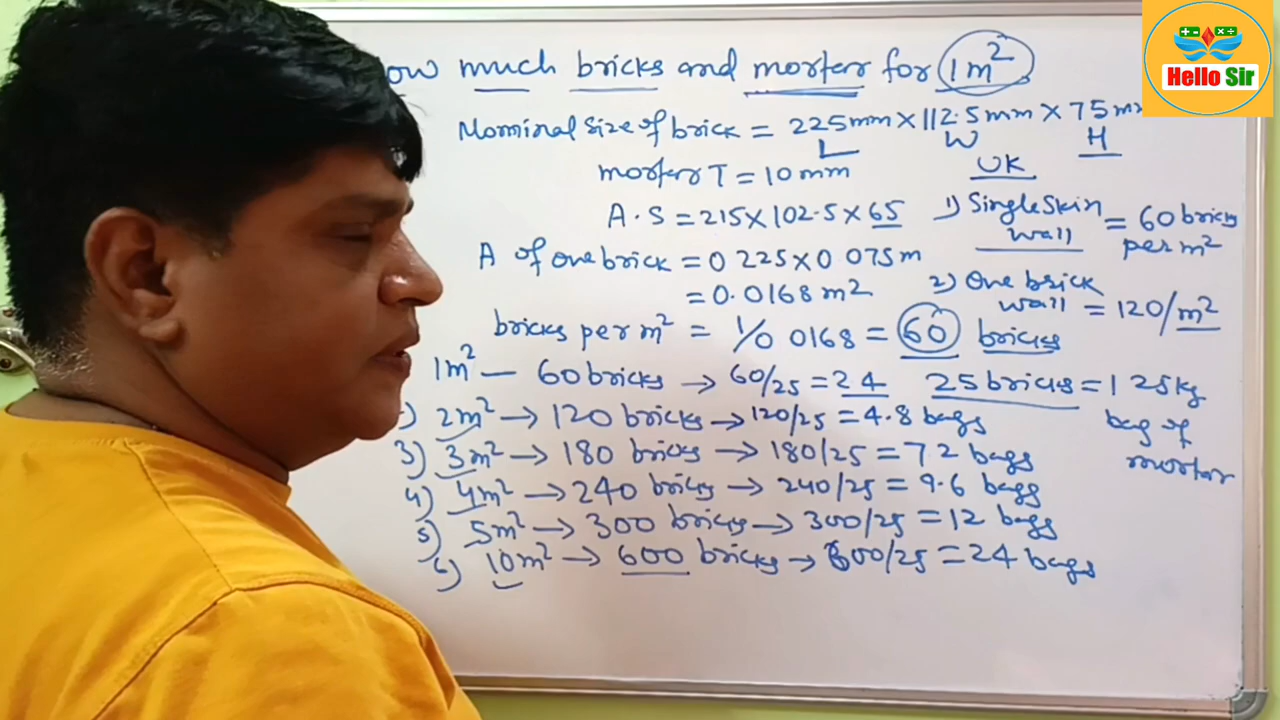 ow much bricks and morter for 1m²
Hello Sir
Nominal size of brick = 225mm × 112.5mm × 75m
L W H
morter T = 10mm
UK
A.S = 215 × 102.5 × 65
1) Single Skin wall = 60 bricks per m²
A of one brick = 0 225 × 0 075m
= 0.0168 m²
2) One brick wall = 120/m²
bricks per m² = 1/0 0168 = 60 bricks
1m² — 60 bricks → 60/25 = 2 4
25 bricks = 1 25kg bag of mortor
) 2m² → 120 bricks → 120/25 = 4.8 bags
3) 3m² → 180 bricks → 180/25 = 7 2 bags
4) 4m² → 240 bricks → 240/25 = 9.6 bags
5) 5m² → 300 bricks → 300/25 = 12 bags
6) 10m² → 600 bricks → 600/25 = 24 bags